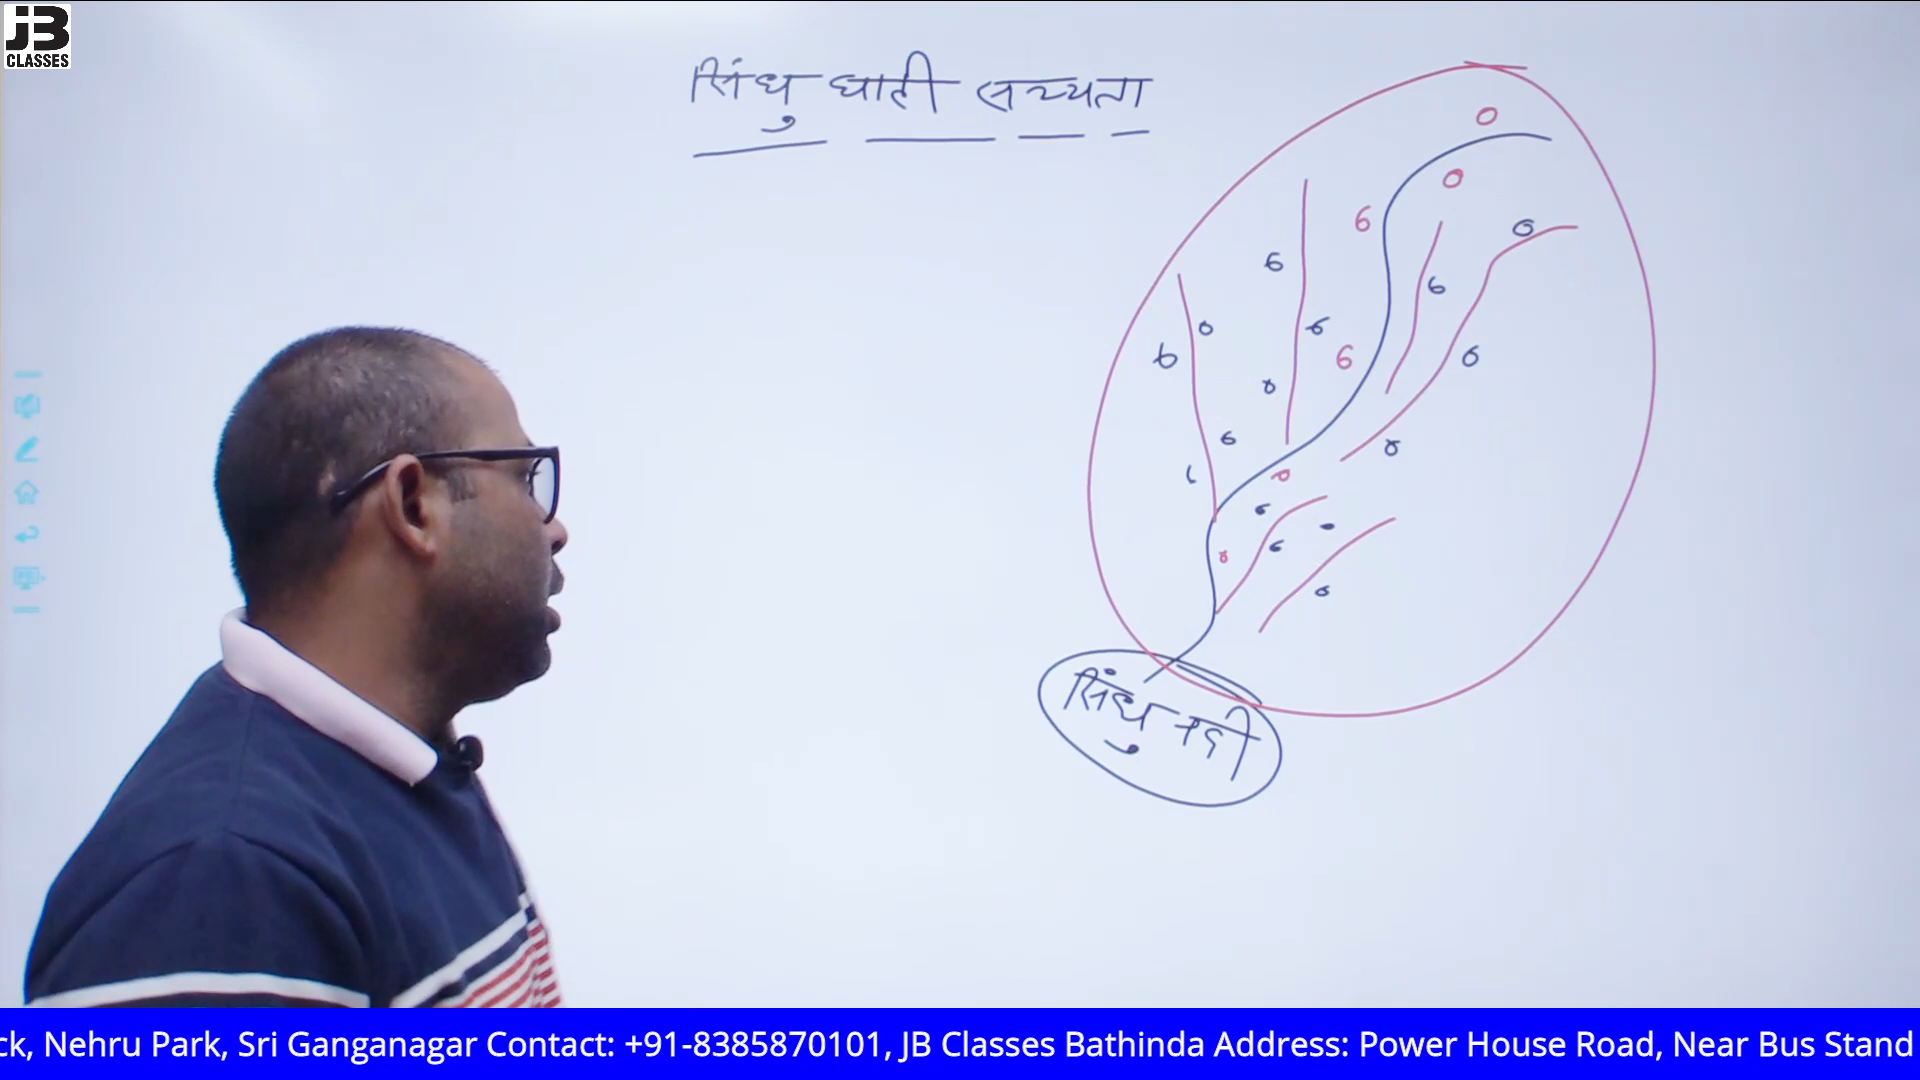 JB
CLASSES
सिंधु घाटी सभ्यता
सिंधु नदी
ck, Nehru Park, Sri Ganganagar Contact: +91-8385870101, JB Classes Bathinda Address: Power House Road, Near Bus Stand